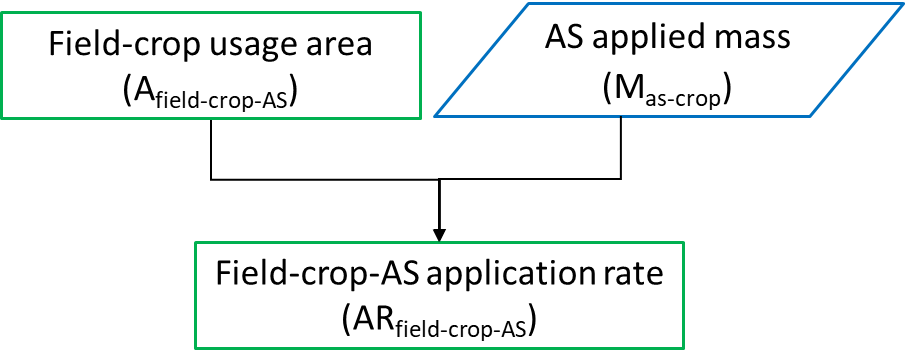 Field-crop usage area
(Afield-crop-AS)
AS applied mass
(Mas-crop)
Field-crop-AS application rate
(ARfield-crop-AS)